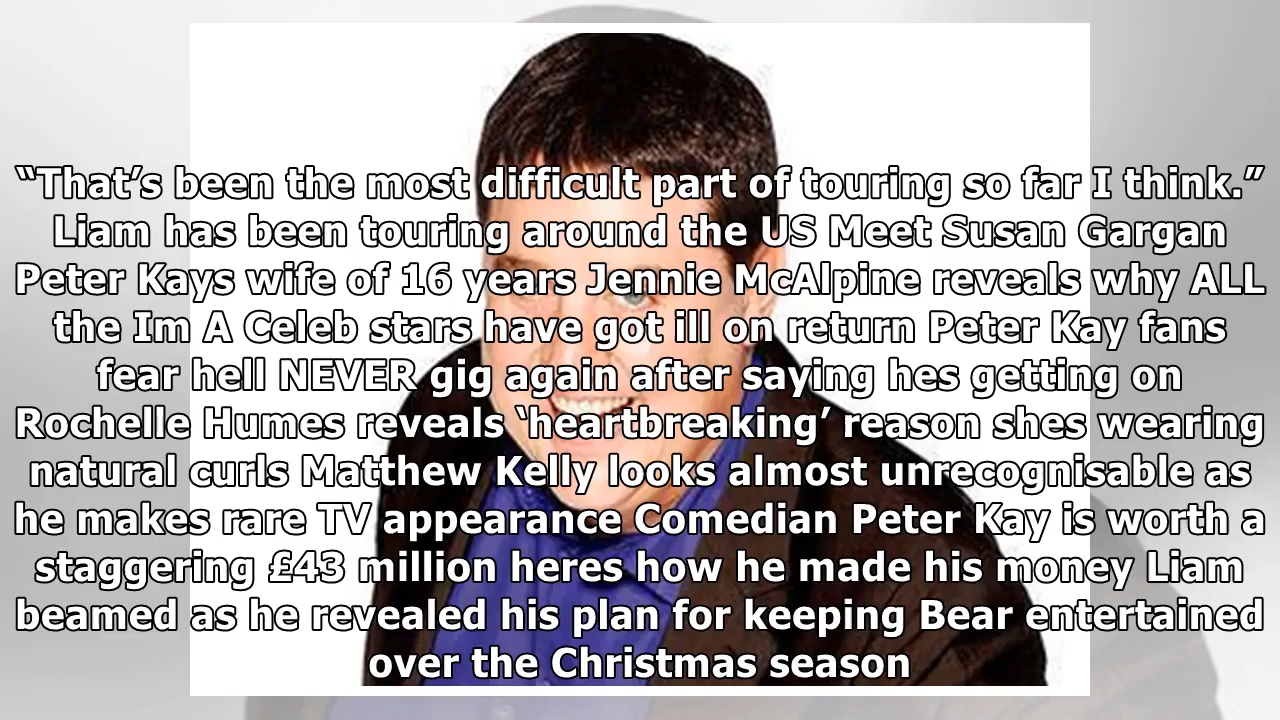 “That’s been the most difficult part of touring so far I think.”
Liam has been touring around the US Meet Susan Gargan
Peter Kays wife of 16 years Jennie McAlpine reveals why ALL
the Im A Celeb stars have got ill on return Peter Kay fans
fear hell NEVER gig again after saying hes getting on
Rochelle Humes reveals ‘heartbreaking’ reason shes wearing
natural curls Matthew Kelly looks almost unrecognisable as
he makes rare TV appearance Comedian Peter Kay is worth a
staggering £43 million heres how he made his money Liam
beamed as he revealed his plan for keeping Bear entertained
over the Christmas season